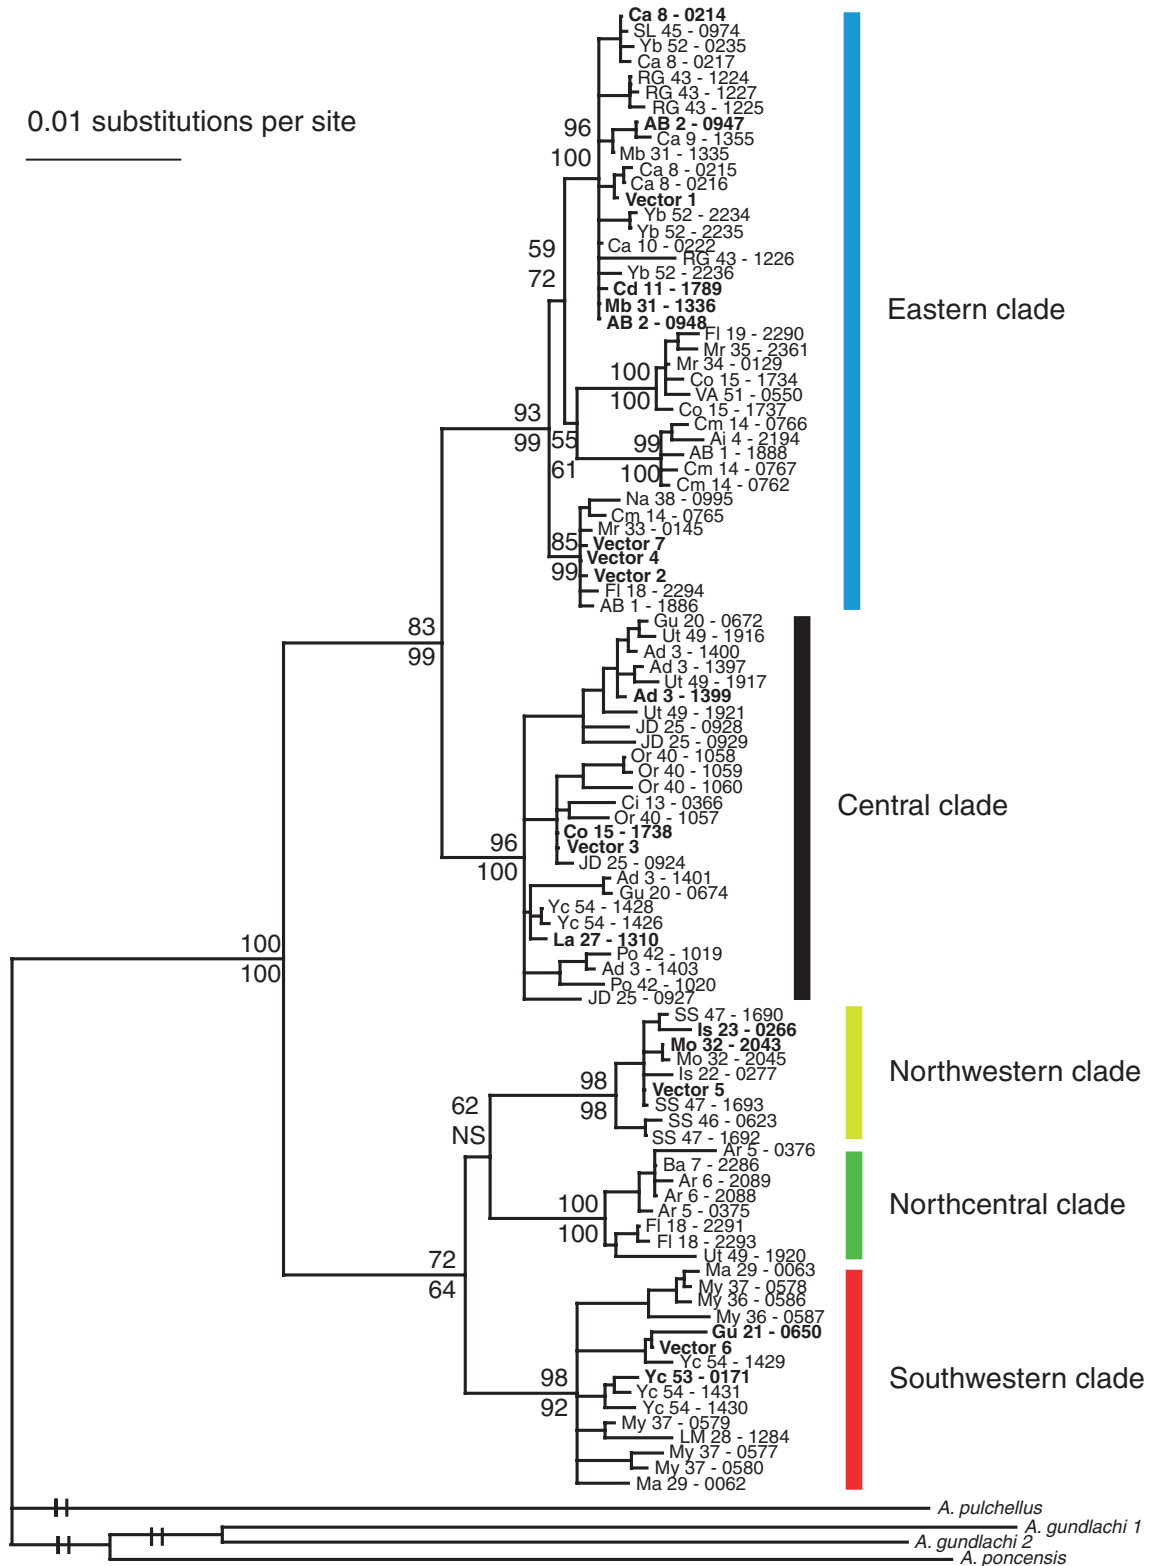 Ca 8 - 0214
SL 45 - 0974
Yb 52 - 0235
Ca 8 - 0217
RG 43 - 1224
RG 43 - 1227
RG 43 - 1225
0.01 substitutions per site
96
100
AB 2 - 0947
Ca 9 - 1355
Mb 31 - 1335
Ca 8 - 0215
Ca 8 - 0216
Vector 1
Yb 52 - 2234
Yb 52 - 2235
Ca 10 - 0222
RG 43 - 1226
Yb 52 - 2236
Cd 11 - 1789
Mb 31 - 1336
AB 2 - 0948
59
72
Eastern clade
Fl 19 - 2290
Mr 35 - 2361
Mr 34 - 0129
Co 15 - 1734
VA 51 - 0550
Co 15 - 1737
100
100
Cm 14 - 0766
Ai 4 - 2194
AB 1 - 1888
Cm 14 - 0767
Cm 14 - 0762
93
99
55
61
99
100
Na 38 - 0995
Cm 14 - 0765
Mr 33 - 0145
Vector 7
Vector 4
Vector 2
Fl 18 - 2294
AB 1 - 1886
85
99
83
99
Gu 20 - 0672
Ut 49 - 1916
Ad 3 - 1400
Ad 3 - 1397
Ut 49 - 1917
Ad 3 - 1399
Ut 49 - 1921
JD 25 - 0928
JD 25 - 0929
Or 40 - 1058
Or 40 - 1059
Or 40 - 1060
Ci 13 - 0366
Or 40 - 1057
Co 15 - 1738
Vector 3
JD 25 - 0924
Central clade
96
100
Ad 3 - 1401
Gu 20 - 0674
Yc 54 - 1428
Yc 54 - 1426
La 27 - 1310
Po 42 - 1019
Ad 3 - 1403
Po 42 - 1020
JD 25 - 0927
100
100
SS 47 - 1690
Is 23 - 0266
Mo 32 - 2043
Mo 32 - 2045
Is 22 - 0277
Vector 5
SS 47 - 1693
SS 46 - 0623
SS 47 - 1692
98
98
Northwestern clade
62
NS
Ar 5 - 0376
Ba 7 - 2286
Ar 6 - 2089
Ar 6 - 2088
Ar 5 - 0375
Fl 18 - 2291
Fl 18 - 2293
Ut 49 - 1920
100
100
Northcentral clade
72
64
Ma 29 - 0063
My 37 - 0578
My 36 - 0586
My 36 - 0587
Gu 21 - 0650
Vector 6
Yc 54 - 1429
Yc 53 - 0171
Yc 54 - 1431
Yc 54 - 1430
My 37 - 0579
LM 28 - 1284
My 37 - 0577
My 37 - 0580
Ma 29 - 0062
98
92
Southwestern clade
A. pulchellus
A. gundlachi 1
A. gundlachi 2
A. poncensis